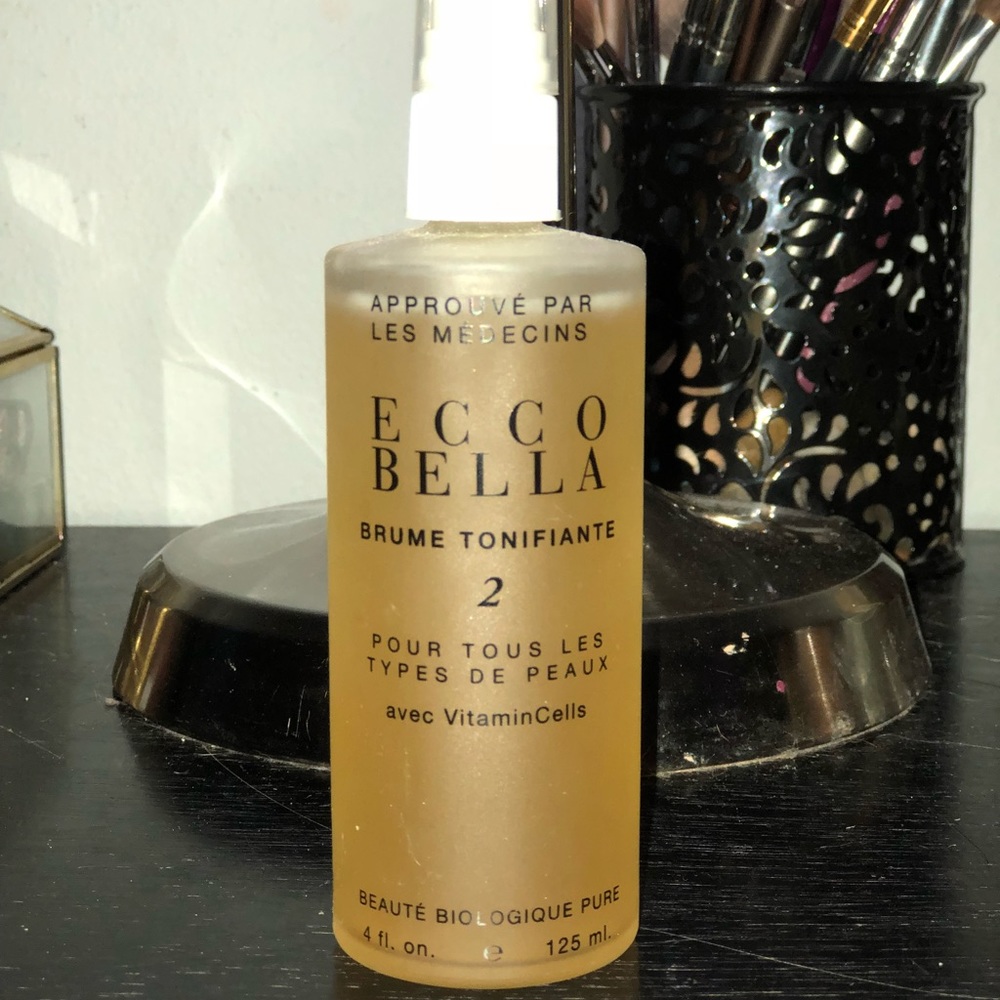 APPROUVÉ PAR
LES MÉDECINS
ECCO
BELLA
BRUME TONIFIANTE
2
POUR TOUS LES
TYPES DE PEAUX
avec VitaminCells
BEAUTÉ BIOLOGIQUE PURE
4 fl. on. e 125 ml.